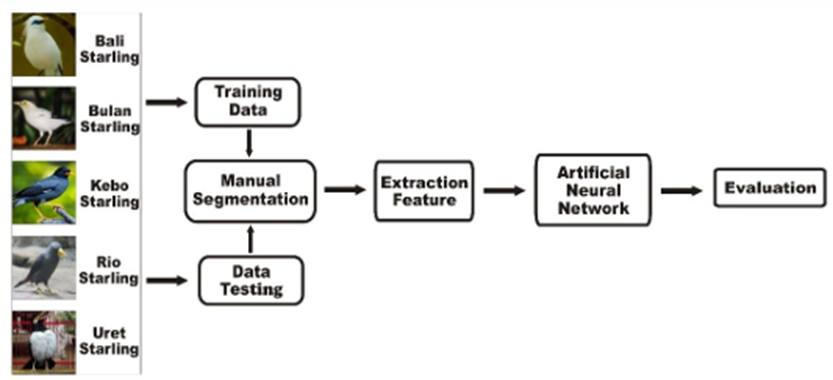 Bali
Starling
Bulan
Starling
Kebo
Starling
Rio
Starling
Uret
Starling
Training
Data
Manual
Segmentation
Data
Testing
Extraction
Feature
Artificial
Neural
Network
Evaluation